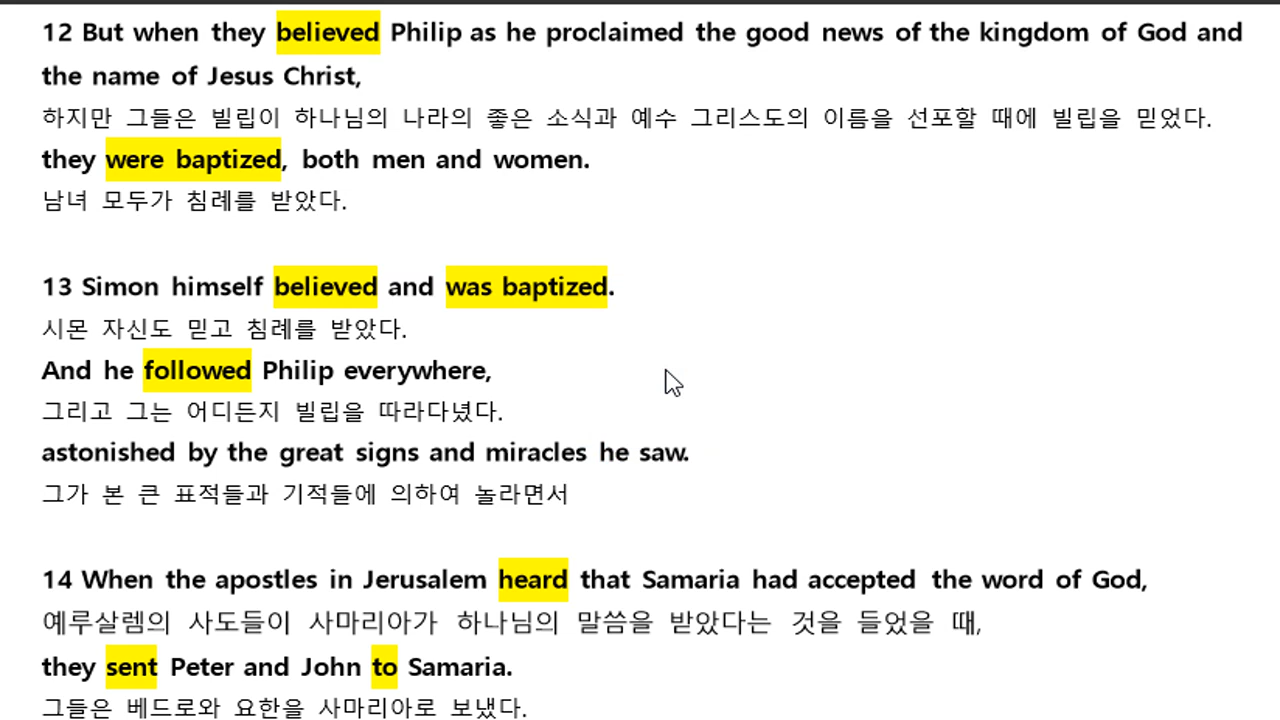 12 But when they believed Philip as he proclaimed the good news of the kingdom of God and
the name of Jesus Christ,
하지만 그들은 빌립이 하나님의 나라의 좋은 소식과 예수 그리스도의 이름을 선포할 때에 빌립을 믿었다.
they were baptized, both men and women.
남녀 모두가 침례를 받았다.
13 Simon himself believed and was baptized.
시몬 자신도 믿고 침례를 받았다.
And he followed Philip everywhere,
그리고 그는 어디든지 빌립을 따라다녔다.
astonished by the great signs and miracles he saw.
그가 본 큰 표적들과 기적들에 의하여 놀라면서
14 When the apostles in Jerusalem heard that Samaria had accepted the word of God,
예루살렘의 사도들이 사마리아가 하나님의 말씀을 받았다는 것을 들었을 때,
they sent Peter and John to Samaria.
그들은 베드로와 요한을 사마리아로 보냈다.